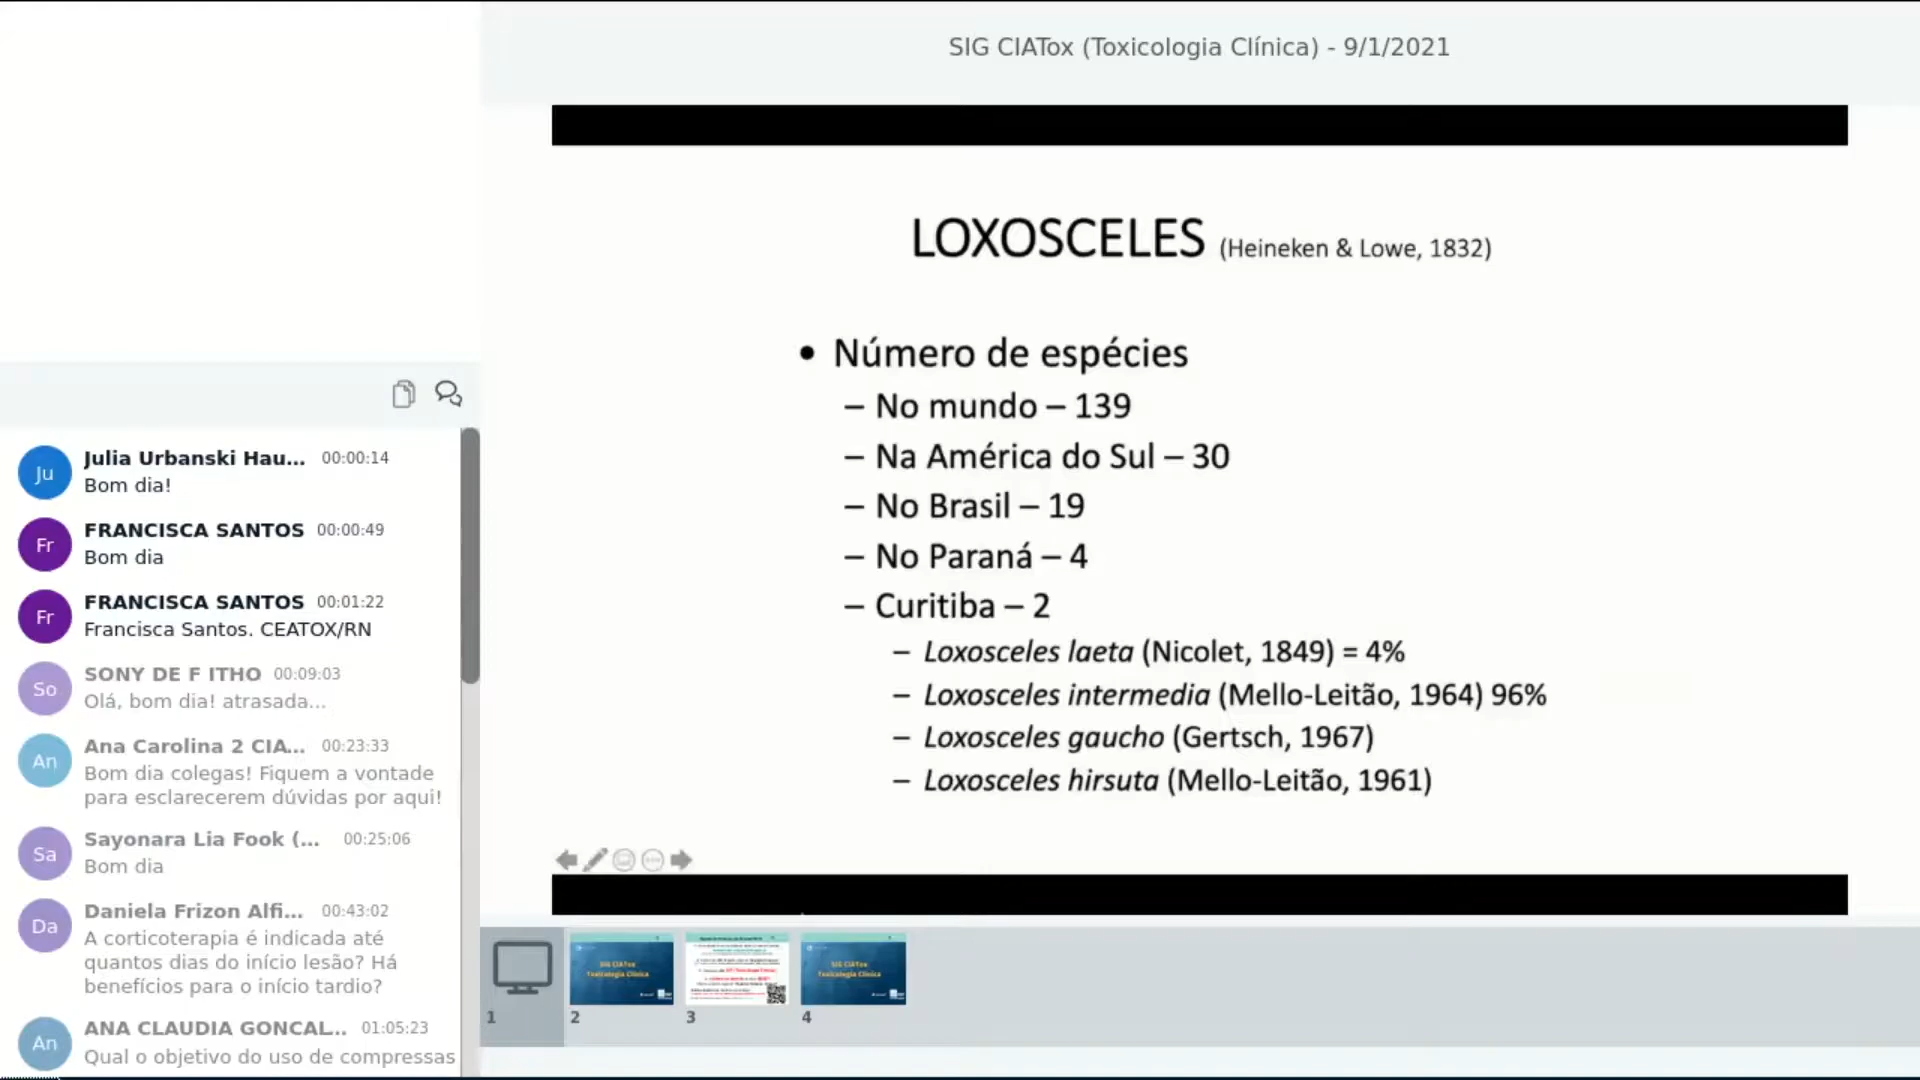 SIG CIATox (Toxicologia Clínica) - 9/1/2021
LOXOSCELES (Heineken & Lowe, 1832)
• Número de espécies
– No mundo – 139
– Na América do Sul – 30
– No Brasil – 19
– No Paraná – 4
– Curitiba – 2
– Loxosceles laeta (Nicolet, 1849) = 4%
– Loxosceles intermedia (Mello-Leitão, 1964) 96%
– Loxosceles gaucho (Gertsch, 1967)
– Loxosceles hirsuta (Mello-Leitão, 1961)
Ju
Julia Urbanski Hau... 00:00:14
Bom dia!
Fr
FRANCISCA SANTOS 00:00:49
Bom dia
Fr
FRANCISCA SANTOS 00:01:22
Francisca Santos. CEATOX/RN
So
SONY DE F ITHO 00:09:03
Olá, bom dia! atrasada...
An
Ana Carolina 2 CIA... 00:23:33
Bom dia colegas! Fiquem a vontade
para esclarecerem dúvidas por aqui!
Sa
Sayonara Lia Fook (... 00:25:06
Bom dia
Da
Daniela Frizon Alfi... 00:43:02
A corticoterapia é indicada até
quantos dias do início lesão? Há
benefícios para o início tardio?
An
ANA CLAUDIA GONCAL... 01:05:23
Qual o objetivo do uso de compressas
SIG CIATox
Toxicologia Clínica
SIG CIATox
Toxicologia Clínica
1
2
3
4